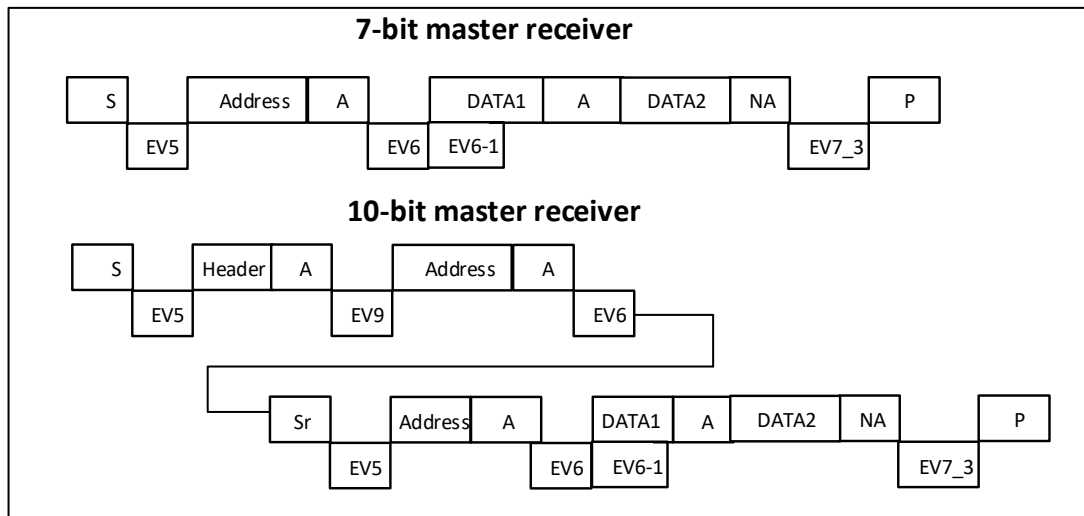 7-bit master receiver
S Address A DATA1 A DATA2 NA P
EV5 EV6 EV6-1 EV7_3
10-bit master receiver
S Header A Address A
EV5 EV9 EV6
Sr Address A DATA1 A DATA2 NA P
EV5 EV6 EV6-1 EV7_3